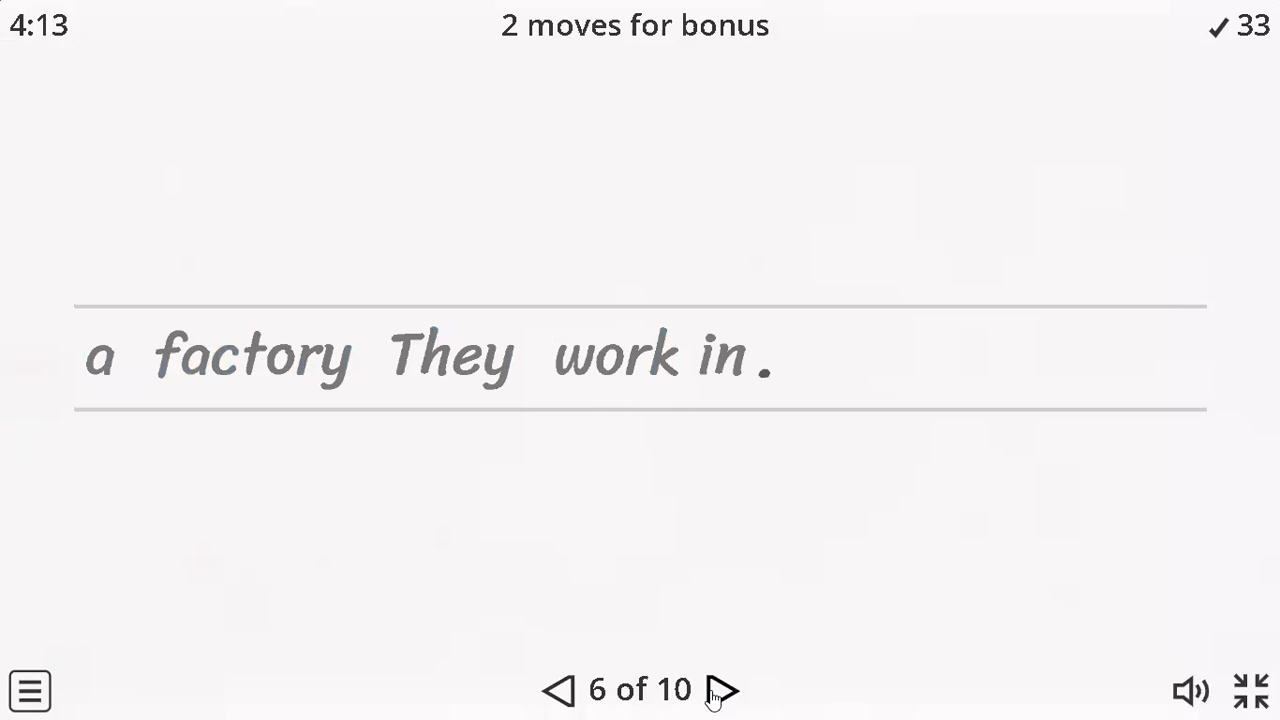 4:13 2 moves for bonus ✓ 33
a factory They work in .
6 of 10